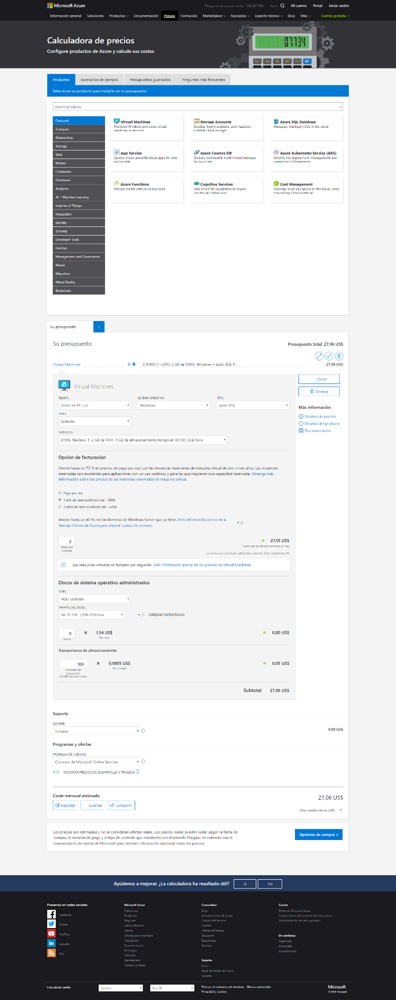 Microsoft Azure
Póngase en contacto con ventas: 1-800-867-1389 Search Mi cuenta Portal Iniciar sesión
Información general Soluciones Productos Documentación Precios Formación Marketplace Asociados Soporte técnico Blog Más Cuenta gratuita
Calculadora de precios
Configure productos de Azure y calcule sus costos
07734
MC M+ M- MR AC
Productos Escenarios de ejemplo Presupuestos guardados Preguntas más frecuentes
Seleccione un producto para incluirlo en su presupuesto.
Search products ×
Featured
Compute
Networking
Storage
Web
Mobile
Containers
Databases
Analytics
AI + Machine Learning
Internet of Things
Integration
Identity
Security
Developer Tools
DevOps
Management and Governance
Media
Migration
Mixed Reality
Blockchain
Virtual Machines
Provision Windows and Linux virtual
machines in seconds
Storage Accounts
Durable, highly available, and massively
scalable cloud storage
Azure SQL Database
Managed, intelligent SQL in the cloud
App Service
Quickly create powerful cloud apps for web
and mobile
Azure Cosmos DB
Globally distributed, multi-model database
for any scale
Azure Kubernetes Service (AKS)
Simplify the deployment, management, and
operations of Kubernetes
Azure Functions
Process events with serverless code
Cognitive Services
Add smart API capabilities to enable
contextual interactions
Cost Management
Optimize what you spend on the cloud, while
maximizing cloud potential
Su presupuesto +
Su presupuesto Presupuesto total: 27,06 US$
Virtual Machines 2 B1MS (1 vCPU; 2 GB de RAM); Windows – (solo SO); 1 ... 27,06 US$
Virtual Machines
REGIÓN: SISTEMA OPERATIVO: TIPO:
Oeste de EE. UU. Windows (solo SO)
NIVEL:
Estándar
INSTANCIA:
B1MS: Núcleos: 1, 2 GB de RAM, 4 GB de almacenamiento temporal, 0,0185 US$/hora
Clonar
Eliminar
Más información
Detalles de precios
Detalles del producto
Documentación
Opción de facturación
Ahorre hasta un 72 % en precios de pago por uso con las instancias reservadas de máquina virtual de uno o tres años. Las instancias
reservadas son excelentes para aplicaciones con un uso continuo y para las que requieren una capacidad reservada. Obtenga más
información sobre los precios de las instancias reservadas de máquina virtual.
Pago por uso
1 año de reserva (Ahorro del ~36%)
3 años de reserva (Ahorro del ~54%)
Ahorre hasta un 40 % con las licencias de Windows Server que ya tiene. Más información acerca de la
Ventaja híbrida de Azure para ahorrar costos de proceso.
2 = 27,01 US$
Máquinas
virtuales
Costo real de almacenamiento al mes
La reserva se cobrará por adelantado para los años contratados (1)
Las máquinas virtuales se facturan por segundo. Más información acerca de los precios de Virtual Machines.
Discos de sistema operativo administrados
NIVEL:
HDD Estándar
TAMAÑO DEL DISCO:
S4: 32 GiB, 1,536 US$/mes AGREGAR INSTANTÁNEA
0 × 1,54 US$ = 0,00 US$
Discos Por mes
Transacciones de almacenamiento
100 × 0,0005 US$ = 0,05 US$
Unidades de
transacción
(10.000 transacciones)
Por unidad
Subtotal 27,06 US$
Soporte
SOPORTE:
Incluido 0,00 US$
Programas y ofertas
PROGRAMA DE LICENCIAS:
Contrato de Microsoft Online Services
MOSTRAR PRECIOS DE DESARROLLO Y PRUEBAS
Coste mensual estimado 27,06 US$
Exportar Guardar Compartir
Dólar estadounidense (USD)
Los precios son estimados y no se consideran ofertas reales. Los precios reales pueden variar según la fecha de
compra, la moneda de pago y el tipo de contrato que establezca con Microsoft. Póngase en contacto con el
representante de ventas de Microsoft para obtener información adicional sobre los precios.
Opciones de compra
Ayúdenos a mejorar. ¿La calculadora ha resultado útil? Sí No
Presencia en redes sociales
Facebook
Twitter
YouTube
LinkedIn
RSS
Microsoft Azure
Soluciones
Productos
Regiones
Casos prácticos
Precios
Ofertas para miembros
Calculadora
Documentación
Descargas
Ejemplos
Marketplace
Centros de datos
Comunidad
Blog
Actualizaciones de Azure
Comunidad técnica
Eventos
Ofertas de trabajo
Educación
Estudiantes
Startups
Soporte
Foros
Panel de estado de Azure
Soporte
Cuenta
Portal de Microsoft Azure
Características de la versión de vista previa
Administración de datos privados
De confianza
Seguridad
Privacidad
Cumplimiento
Hola desde Seattle. Español Euro (€) Ponerse en contacto con nosotros Marcas comerciales
Privacidad y cookies
Microsoft
© 2019 Microsoft